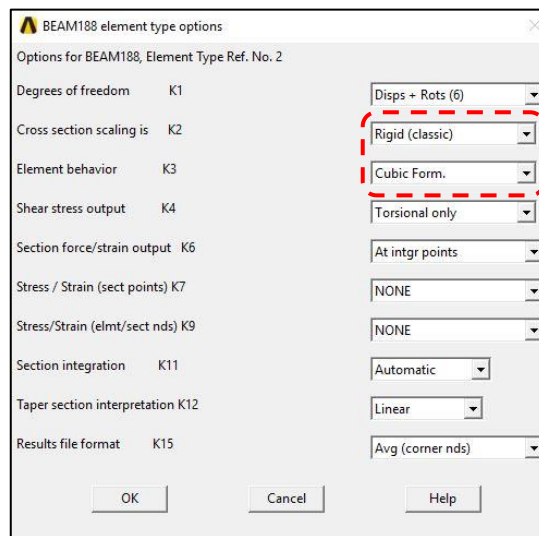 BEAM188 element type options
Options for BEAM188, Element Type Ref. No. 2
Degrees of freedom K1 Disps + Rots (6)
Cross section scaling is K2 Rigid (classic)
Element behavior K3 Cubic Form.
Shear stress output K4 Torsional only
Section force/strain output K6 At intgr points
Stress / Strain (sect points) K7 NONE
Stress/Strain (elmt/sect nds) K9 NONE
Section integration K11 Automatic
Taper section interpretation K12 Linear
Results file format K15 Avg (corner nds)
OK Cancel Help